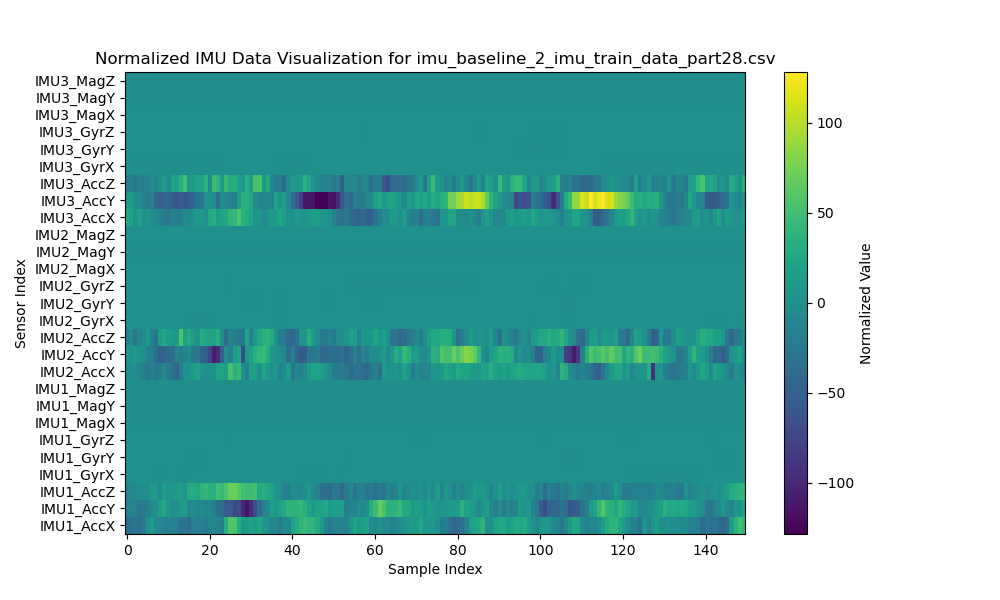 Normalized IMU Data Visualization for imu_baseline_2_imu_train_data_part28.csv
IMU3_MagZ
IMU3_MagY
IMU3_MagX
IMU3_GyrZ
IMU3_GyrY
IMU3_GyrX
IMU3_AccZ
IMU3_AccY
IMU3_AccX
IMU2_MagZ
IMU2_MagY
IMU2_MagX
IMU2_GyrZ
IMU2_GyrY
IMU2_GyrX
IMU2_AccZ
IMU2_AccY
IMU2_AccX
IMU1_MagZ
IMU1_MagY
IMU1_MagX
IMU1_GyrZ
IMU1_GyrY
IMU1_GyrX
IMU1_AccZ
IMU1_AccY
IMU1_AccX
Sensor Index
0 20 40 60 80 100 120 140
Sample Index
100
50
0
−50
−100
Normalized Value